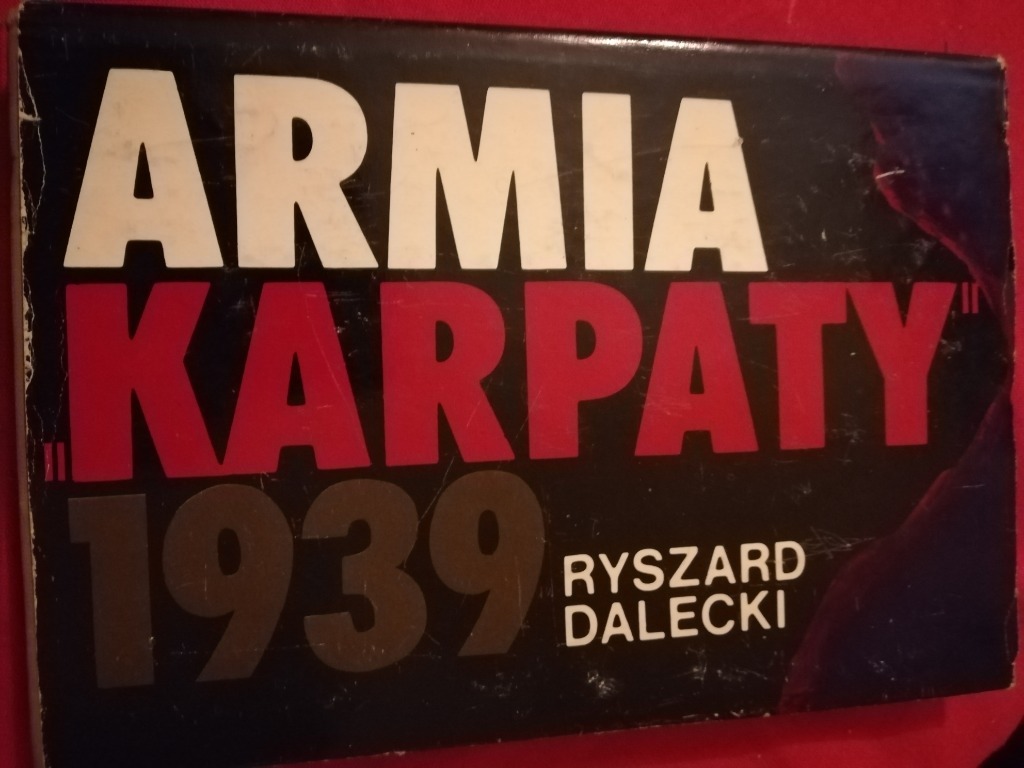 ARMIA
„KARPATY"
1939
RYSZARD
DALECKI